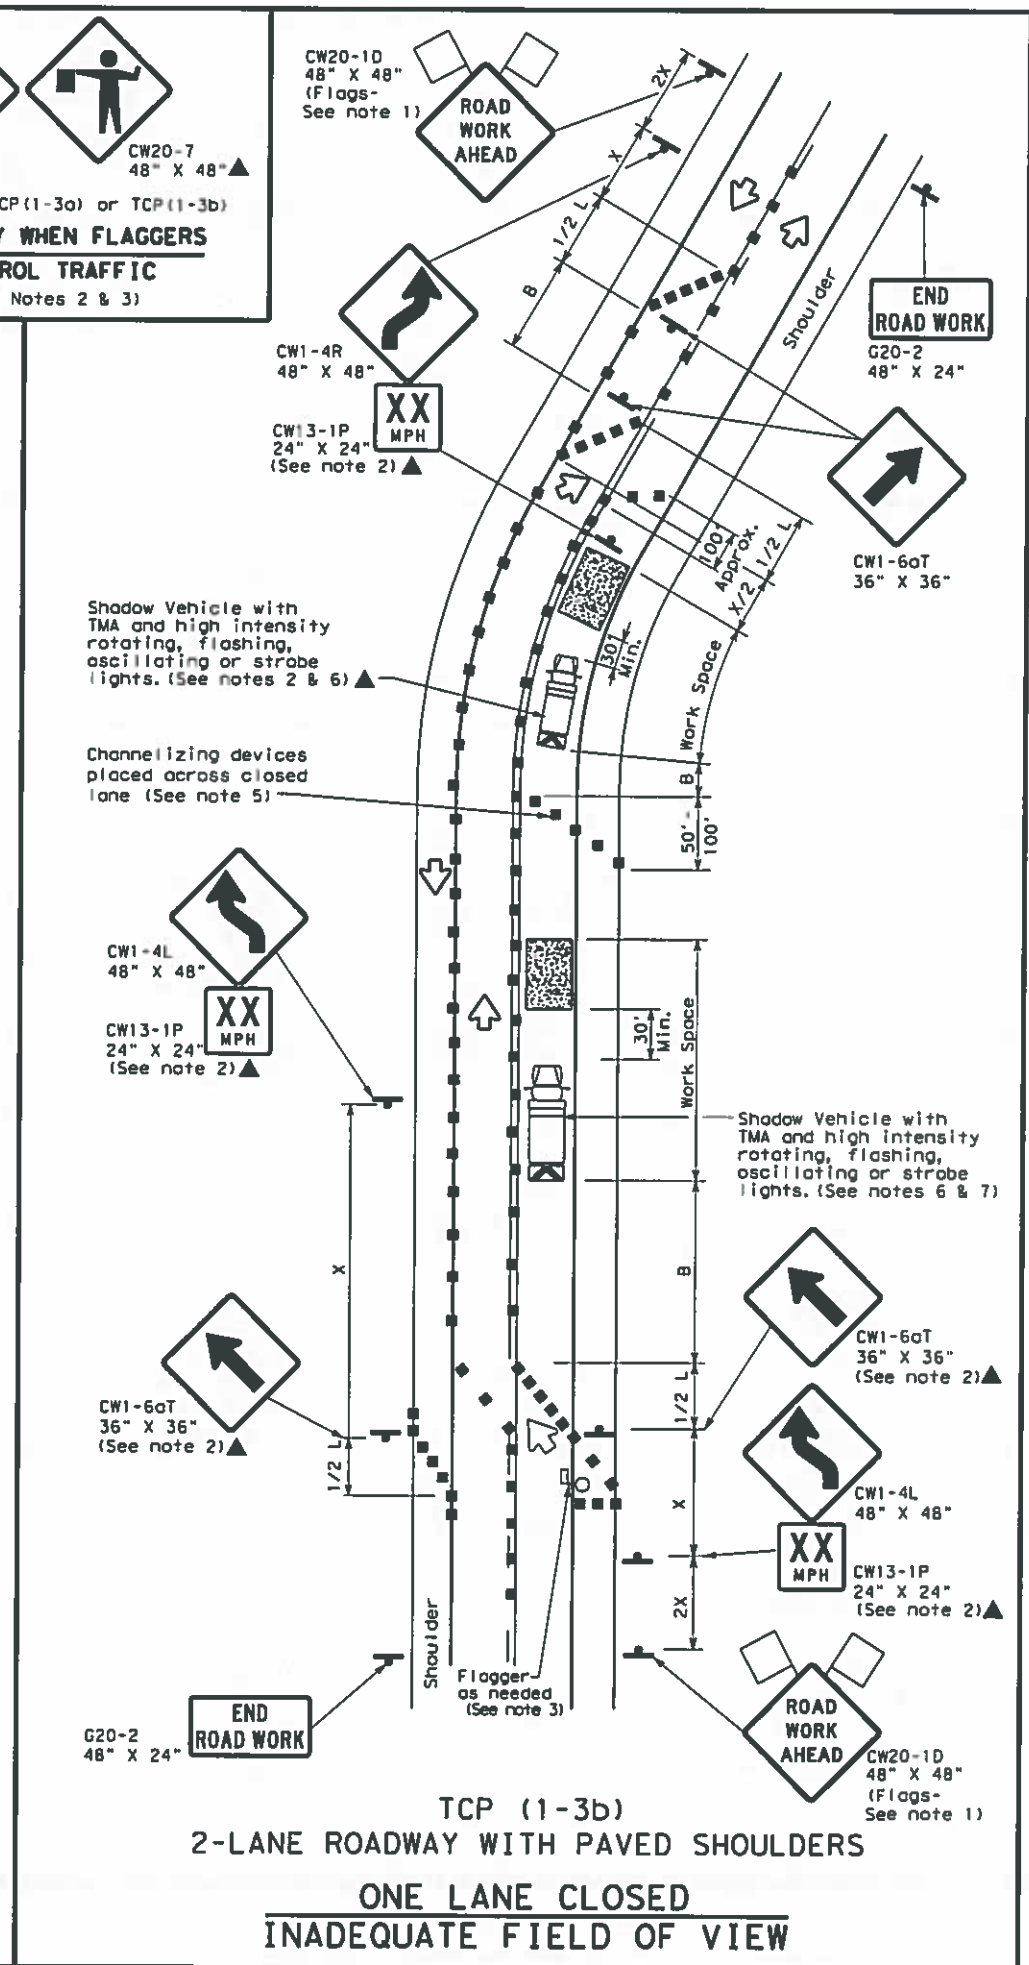 CW20-7
48" X 48"
CP(1-3a) or TCP(1-3b)
WHEN FLAGGERS
ROL TRAFFIC
Notes 2 & 3)
CW20-1D
48" X 48"
(Flags-
See note 1)
ROAD
WORK
AHEAD
2X
X
1/2 L
B
Shoulder
END
ROAD WORK
G20-2
48" X 24"
CW1-4R
48" X 48"
XX
MPH
CW13-1P
24" X 24"
(See note 2)
CW1-6aT
36" X 36"
100'
Approx.
1/2 L
X/2
Shadow Vehicle with
TMA and high intensity
rotating, flashing,
oscillating or strobe
lights. (See notes 2 & 6)
30'
Min.
Work Space
B
Channelizing devices
placed across closed
lane (See note 5)
50' -
100'
CW1-4L
48" X 48"
XX
MPH
CW13-1P
24" X 24"
(See note 2)
30'
Min.
Work Space
Shadow Vehicle with
TMA and high intensity
rotating, flashing,
oscillating or strobe
lights. (See notes 6 & 7)
X
B
CW1-6aT
36" X 36"
(See note 2)
CW1-6aT
36" X 36"
(See note 2)
1/2 L
1/2 L
X
CW1-4L
48" X 48"
XX
MPH
CW13-1P
24" X 24"
(See note 2)
2X
Shoulder
Flagger
as needed
(See note 3)
END
ROAD WORK
G20-2
48" X 24"
ROAD
WORK
AHEAD
CW20-1D
48" X 48"
(Flags-
See note 1)
TCP (1-3b)
2-LANE ROADWAY WITH PAVED SHOULDERS
ONE LANE CLOSED
INADEQUATE FIELD OF VIEW